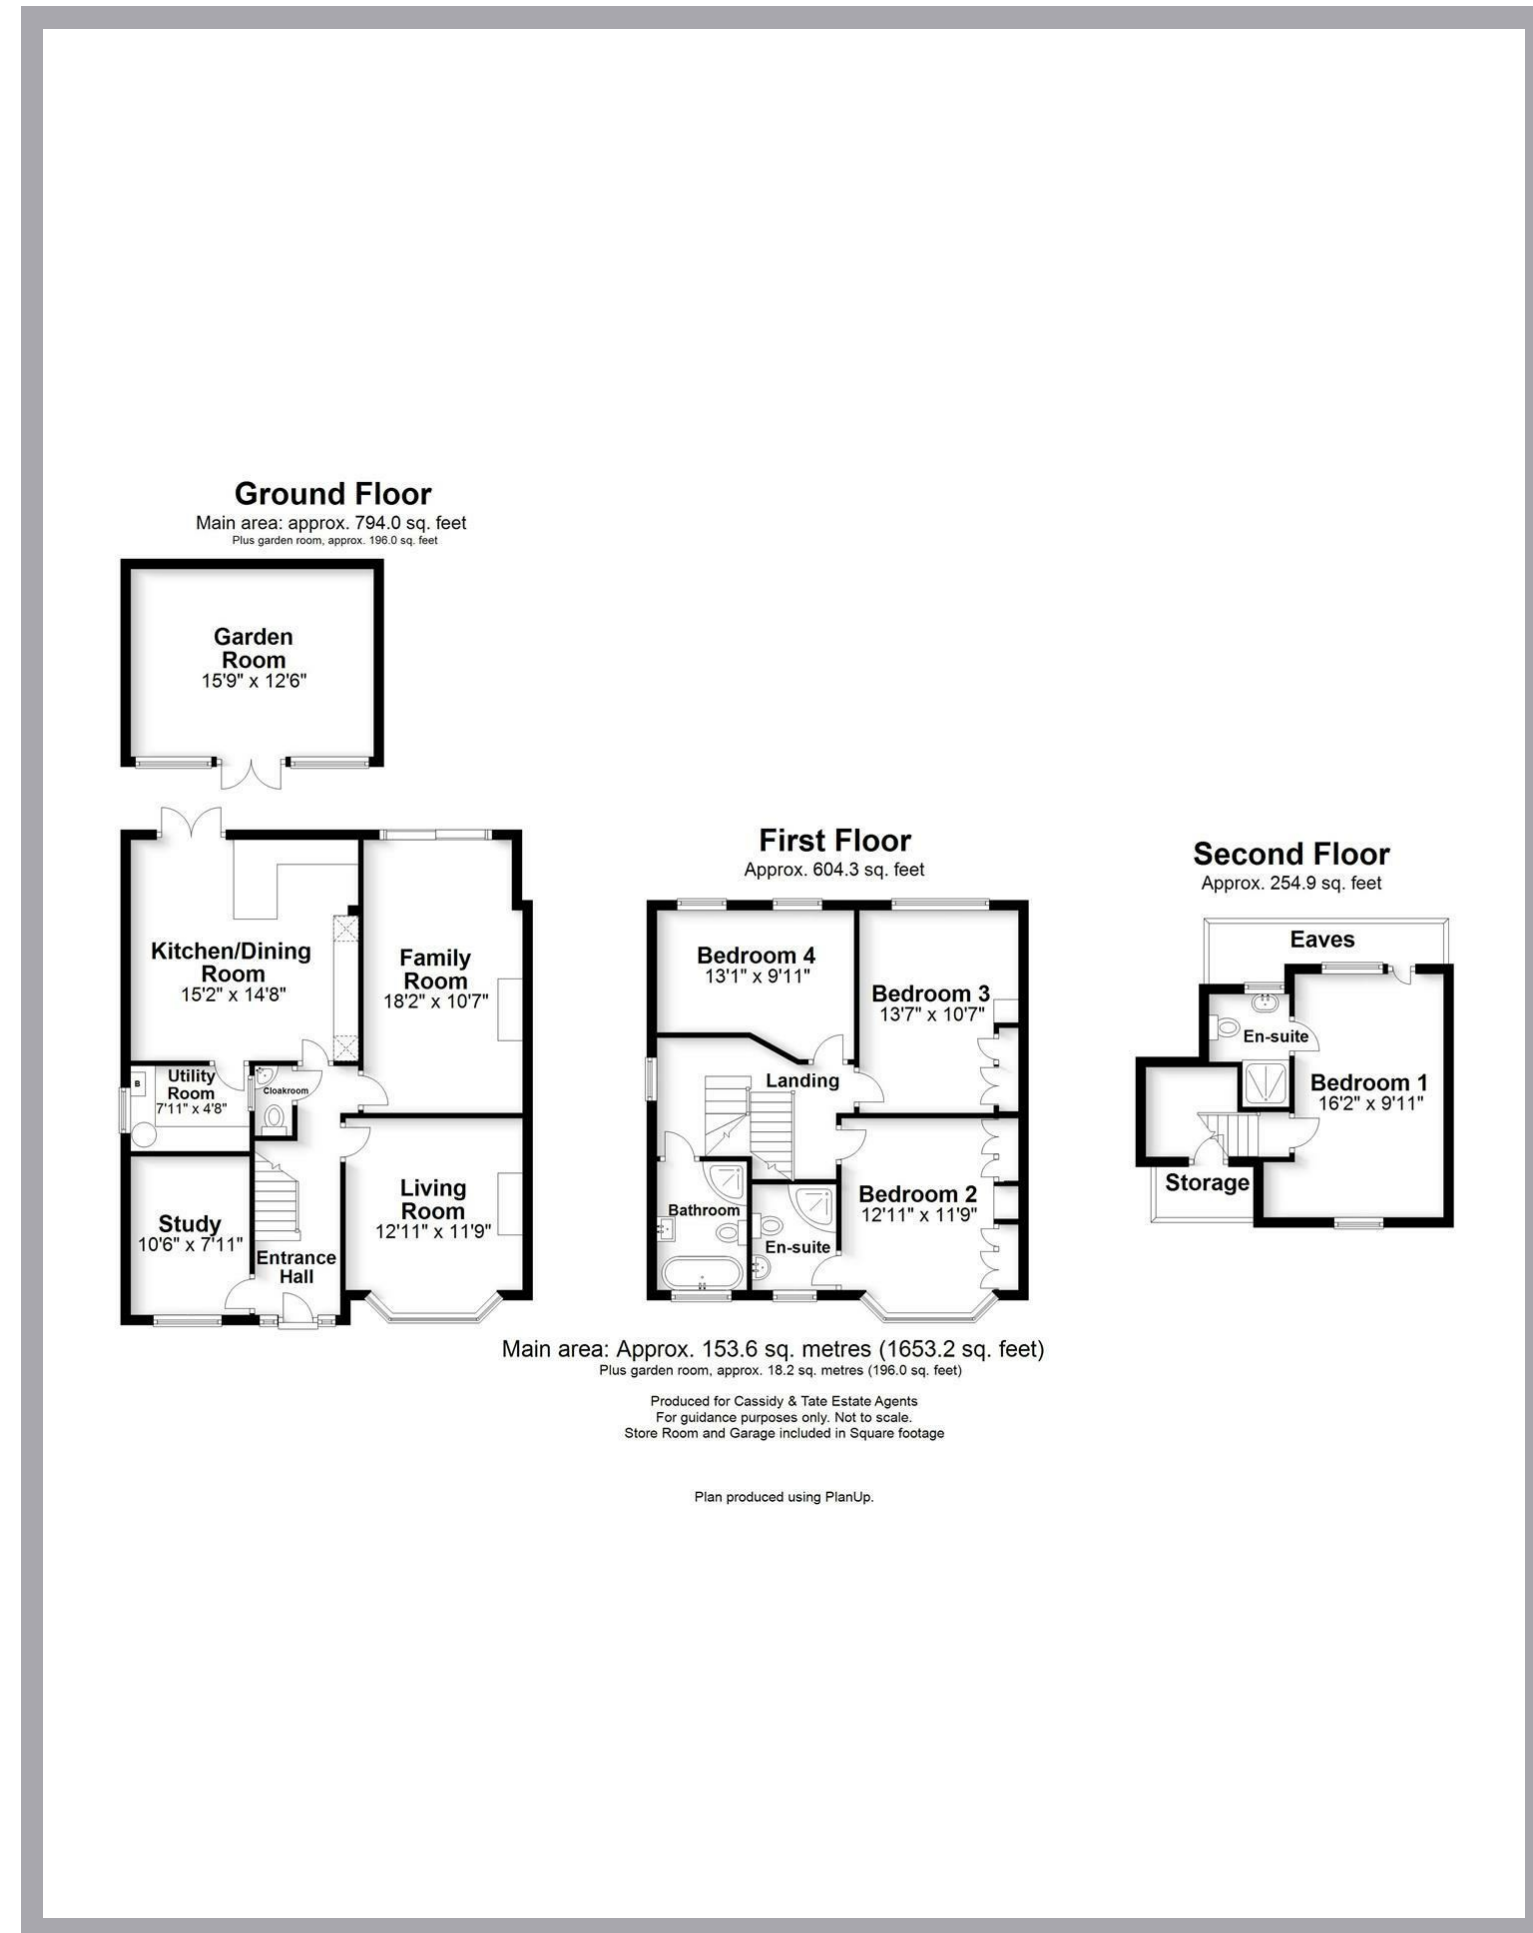 Ground Floor
Main area: approx. 794.0 sq. feet
Plus garden room, approx. 196.0 sq. feet
Garden
Room
15'9" x 12'6"
Kitchen/Dining
Room
15'2" x 14'8"
Family
Room
18'2" x 10'7"
B
Utility
Room
7'11" x 4'8"
Cloakroom
Study
10'6" x 7'11"
Entrance
Hall
Living
Room
12'11" x 11'9"
First Floor
Approx. 604.3 sq. feet
Bedroom 4
13'1" x 9'11"
Bedroom 3
13'7" x 10'7"
Landing
Bathroom
En-suite
Bedroom 2
12'11" x 11'9"
Second Floor
Approx. 254.9 sq. feet
Eaves
En-suite
Bedroom 1
16'2" x 9'11"
Storage
Main area: Approx. 153.6 sq. metres (1653.2 sq. feet)
Plus garden room, approx. 18.2 sq. metres (196.0 sq. feet)
Produced for Cassidy & Tate Estate Agents
For guidance purposes only. Not to scale.
Store Room and Garage included in Square footage
Plan produced using PlanUp.